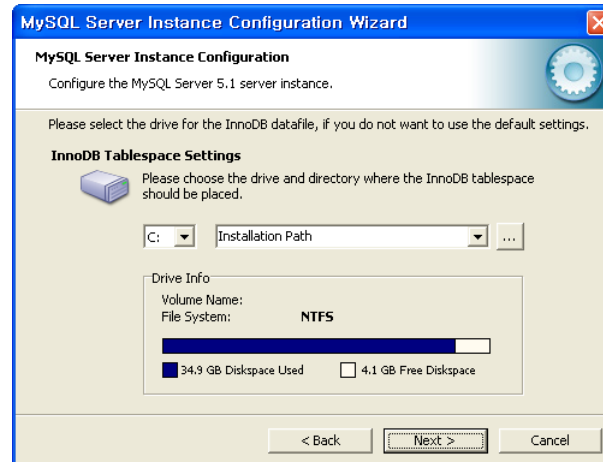 MySQL Server Instance Configuration Wizard
MySQL Server Instance Configuration
Configure the MySQL Server 5.1 server instance.
Please select the drive for the InnoDB datafile, if you do not want to use the default settings.
InnoDB Tablespace Settings
Please choose the drive and directory where the InnoDB tablespace
should be placed.
C: Installation Path ...
Drive Info
Volume Name:
File System: NTFS
34.9 GB Diskspace Used 4.1 GB Free Diskspace
< Back Next > Cancel